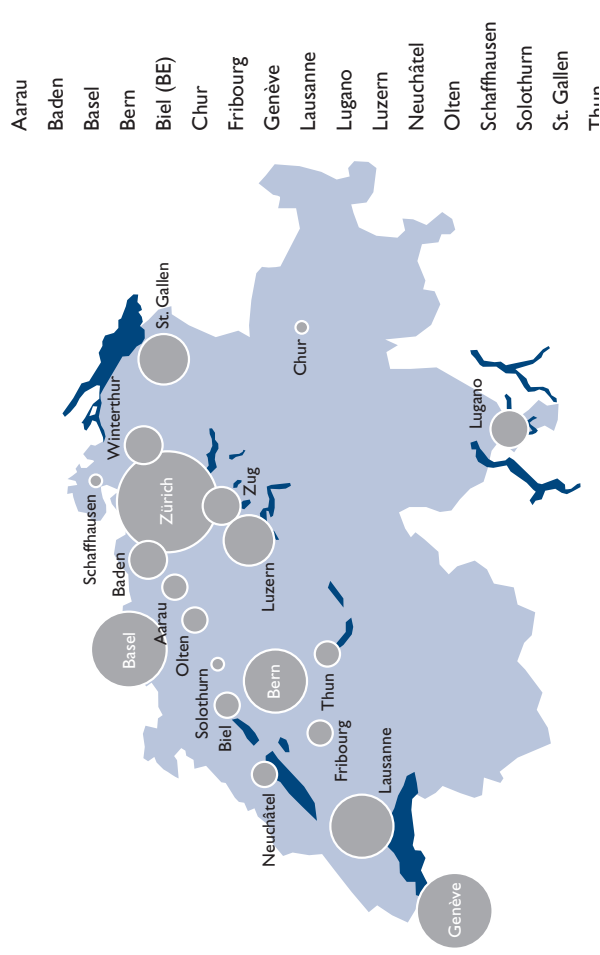 Schaffhausen
Winterthur
Baden
Basel
Aarau
St. Gallen
Zürich
Olten
Solothurn
Biel
Zug
Luzern
Neuchâtel
Bern
Chur
Thun
Fribourg
Lausanne
Genève
Lugano
Aarau
Baden
Basel
Bern
Biel (BE)
Chur
Fribourg
Genève
Lausanne
Lugano
Luzern
Neuchâtel
Olten
Schaffhausen
Solothurn
St. Gallen
Thun